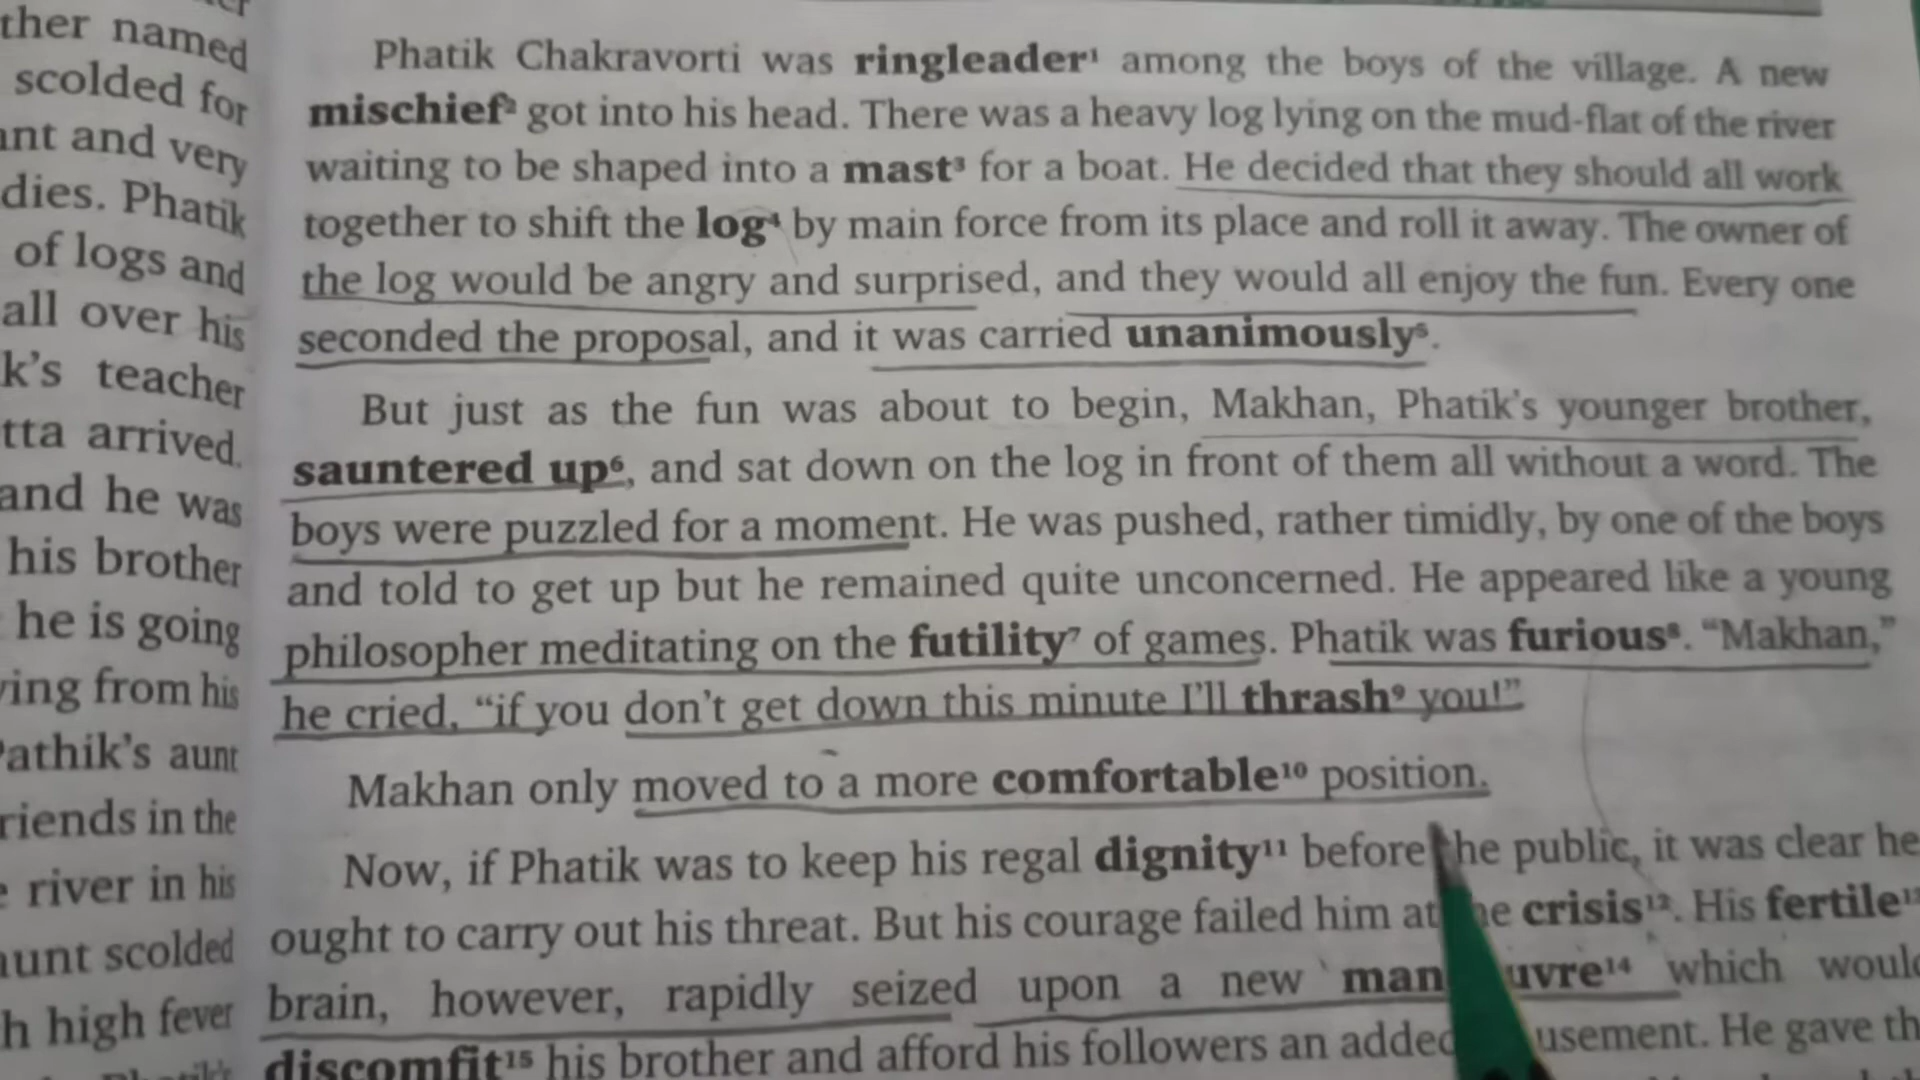 ther named
scolded for
ant and very
dies. Phatik
of logs and
all over his
k's teacher
tta arrived.
and he was
his brother
he is going
ying from his
Pathik's aunt
riends in the
river in his
aunt scolded
h high fever
Phatik Chakravorti was ringleader¹ among the boys of the village. A new
mischief² got into his head. There was a heavy log lying on the mud-flat of the river
waiting to be shaped into a mast³ for a boat. He decided that they should all work
together to shift the log⁴ by main force from its place and roll it away. The owner of
the log would be angry and surprised, and they would all enjoy the fun. Every one
seconded the proposal, and it was carried unanimously⁵.
But just as the fun was about to begin, Makhan, Phatik's younger brother,
sauntered up⁶, and sat down on the log in front of them all without a word. The
boys were puzzled for a moment. He was pushed, rather timidly, by one of the boys
and told to get up but he remained quite unconcerned. He appeared like a young
philosopher meditating on the futility⁷ of games. Phatik was furious⁸. “Makhan,”
he cried, “if you don't get down this minute I'll thrash⁹ you!”
Makhan only moved to a more comfortable¹⁰ position.
Now, if Phatik was to keep his regal dignity¹¹ before the public, it was clear he
ought to carry out his threat. But his courage failed him at the crisis¹². His fertile¹³
brain, however, rapidly seized upon a new man uvre¹⁴ which would
discomfit¹⁵ his brother and afford his followers an added usement. He gave th